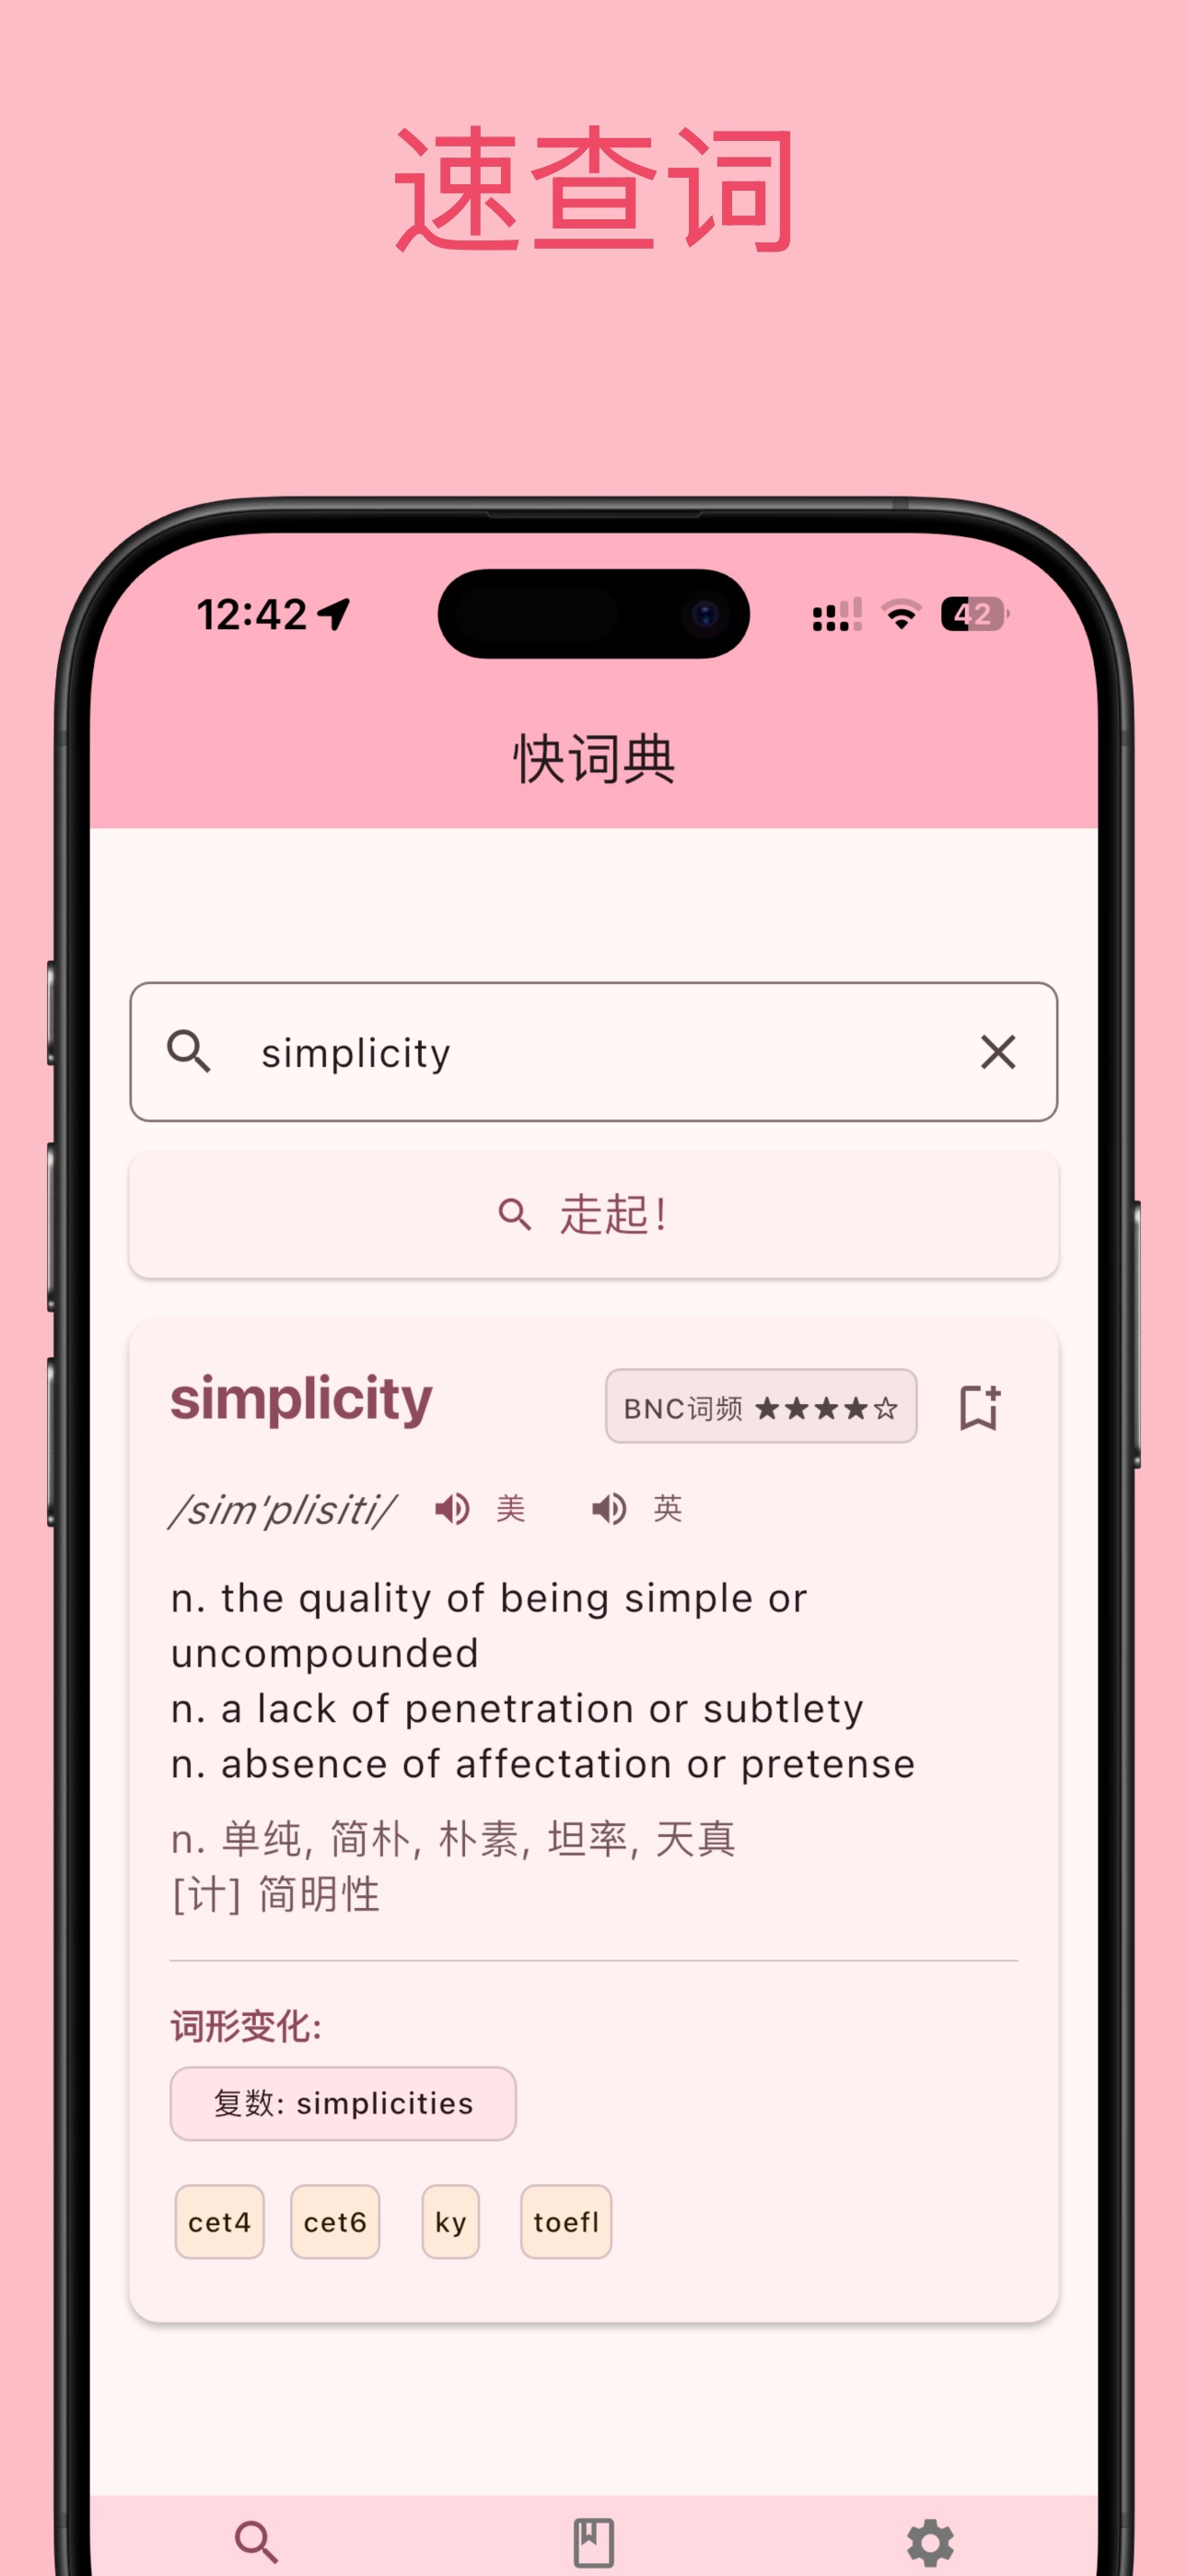 速查词
12:42
42
快词典
simplicity
走起!
simplicity
BNC词频 ★★★★☆
/sim'plisiti/ 美 英
n. the quality of being simple or
uncompounded
n. a lack of penetration or subtlety
n. absence of affectation or pretense
n. 单纯, 简朴, 朴素, 坦率, 天真
[计] 简明性
词形变化:
复数: simplicities
cet4 cet6 ky toefl